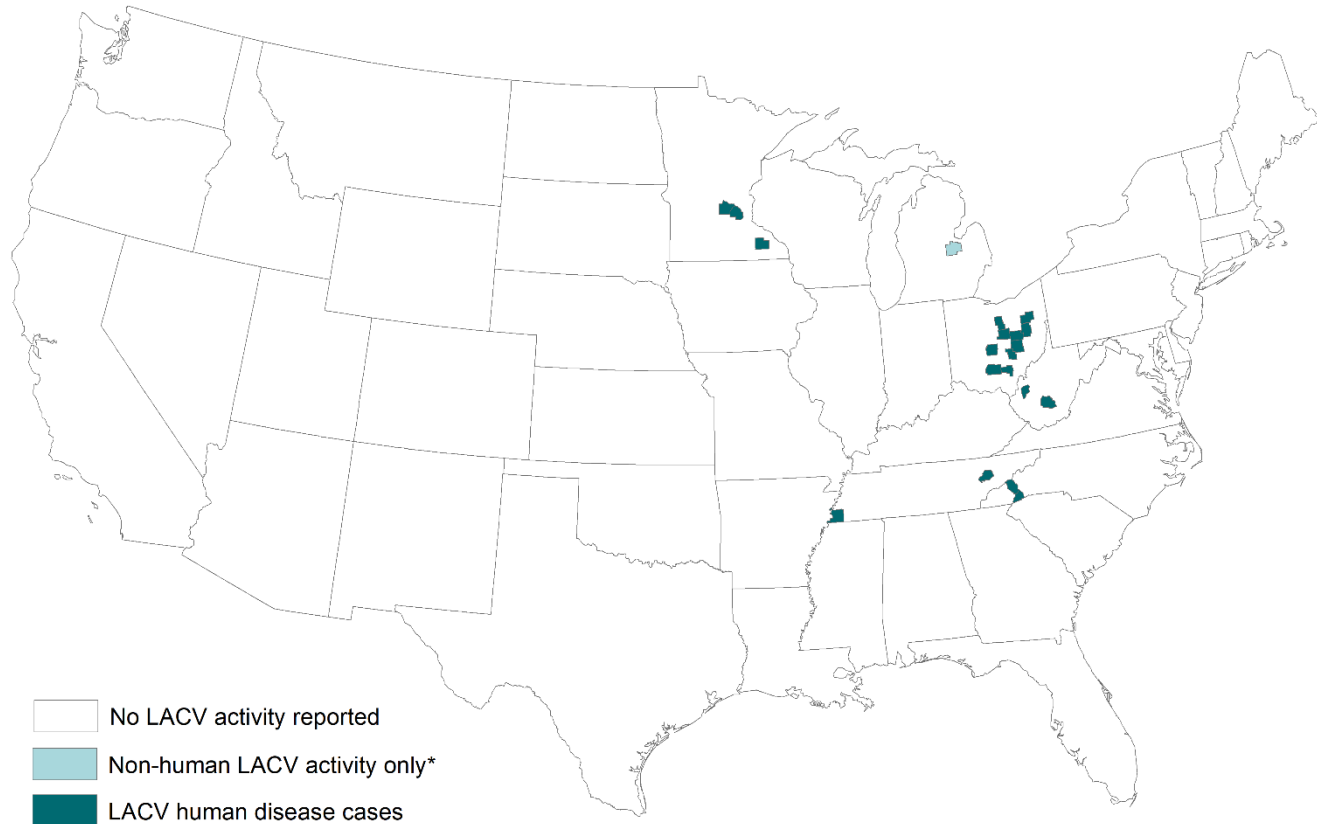 No LACV activity reported
Non-human LACV activity only*
LACV human disease cases